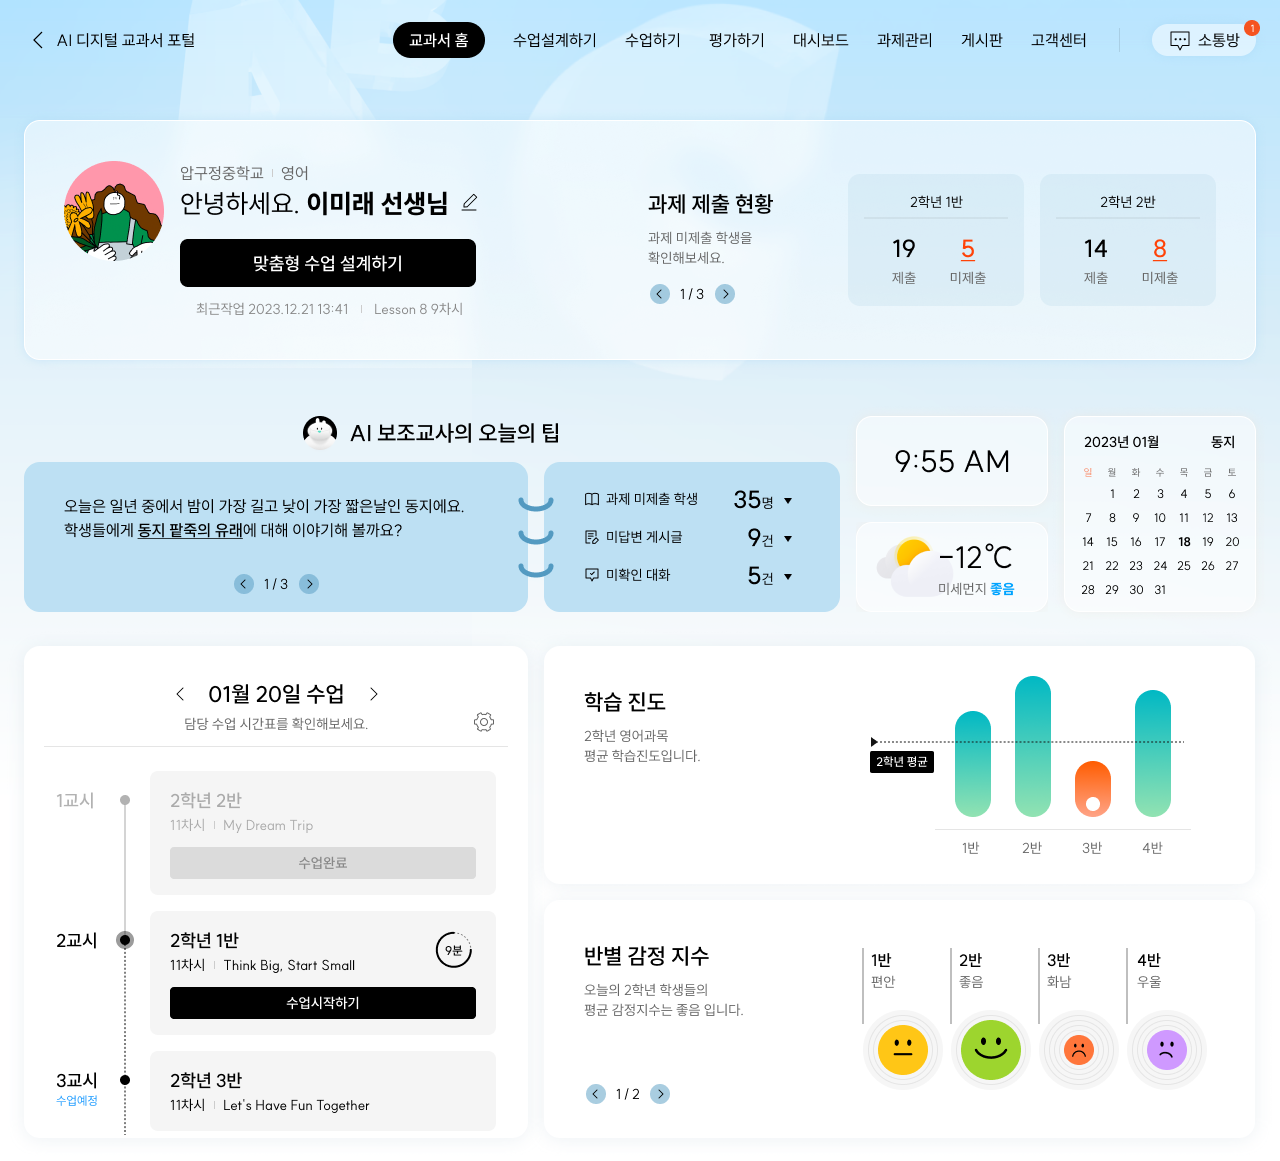 AI 디지털 교과서 포털
교과서 홈
수업설계하기
수업하기
평가하기
대시보드
과제관리
게시판
고객센터
소통방
1
압구정중학교
영어
안녕하세요. 이미래 선생님
맞춤형 수업 설계하기
최근작업 2023.12.21 13:41
Lesson 8 9차시
과제 제출 현황
과제 미제출 학생을
확인해보세요.
1 / 3
2학년 1반
19
5
제출
미제출
2학년 2반
14
8
제출
미제출
AI 보조교사의 오늘의 팁
오늘은 일년 중에서 밤이 가장 길고 낮이 가장 짧은날인 동지에요.
학생들에게 동지 팥죽의 유래에 대해 이야기해 볼까요?
1 / 3
과제 미제출 학생
35명
미답변 게시글
9건
미확인 대화
5건
9:55 AM
-12℃
미세먼지 좋음
2023년 01월
동지
일 월 화 수 목 금 토
1 2 3 4 5 6
7 8 9 10 11 12 13
14 15 16 17 18 19 20
21 22 23 24 25 26 27
28 29 30 31
01월 20일 수업
담당 수업 시간표를 확인해보세요.
1교시
2학년 2반
11차시
My Dream Trip
수업완료
2교시
2학년 1반
11차시
Think Big, Start Small
9분
수업시작하기
3교시
수업예정
2학년 3반
11차시
Let's Have Fun Together
학습 진도
2학년 영어과목
평균 학습진도입니다.
2학년 평균
1반
2반
3반
4반
반별 감정 지수
오늘의 2학년 학생들의
평균 감정지수는 좋음 입니다.
1 / 2
1반
편안
2반
좋음
3반
화남
4반
우울